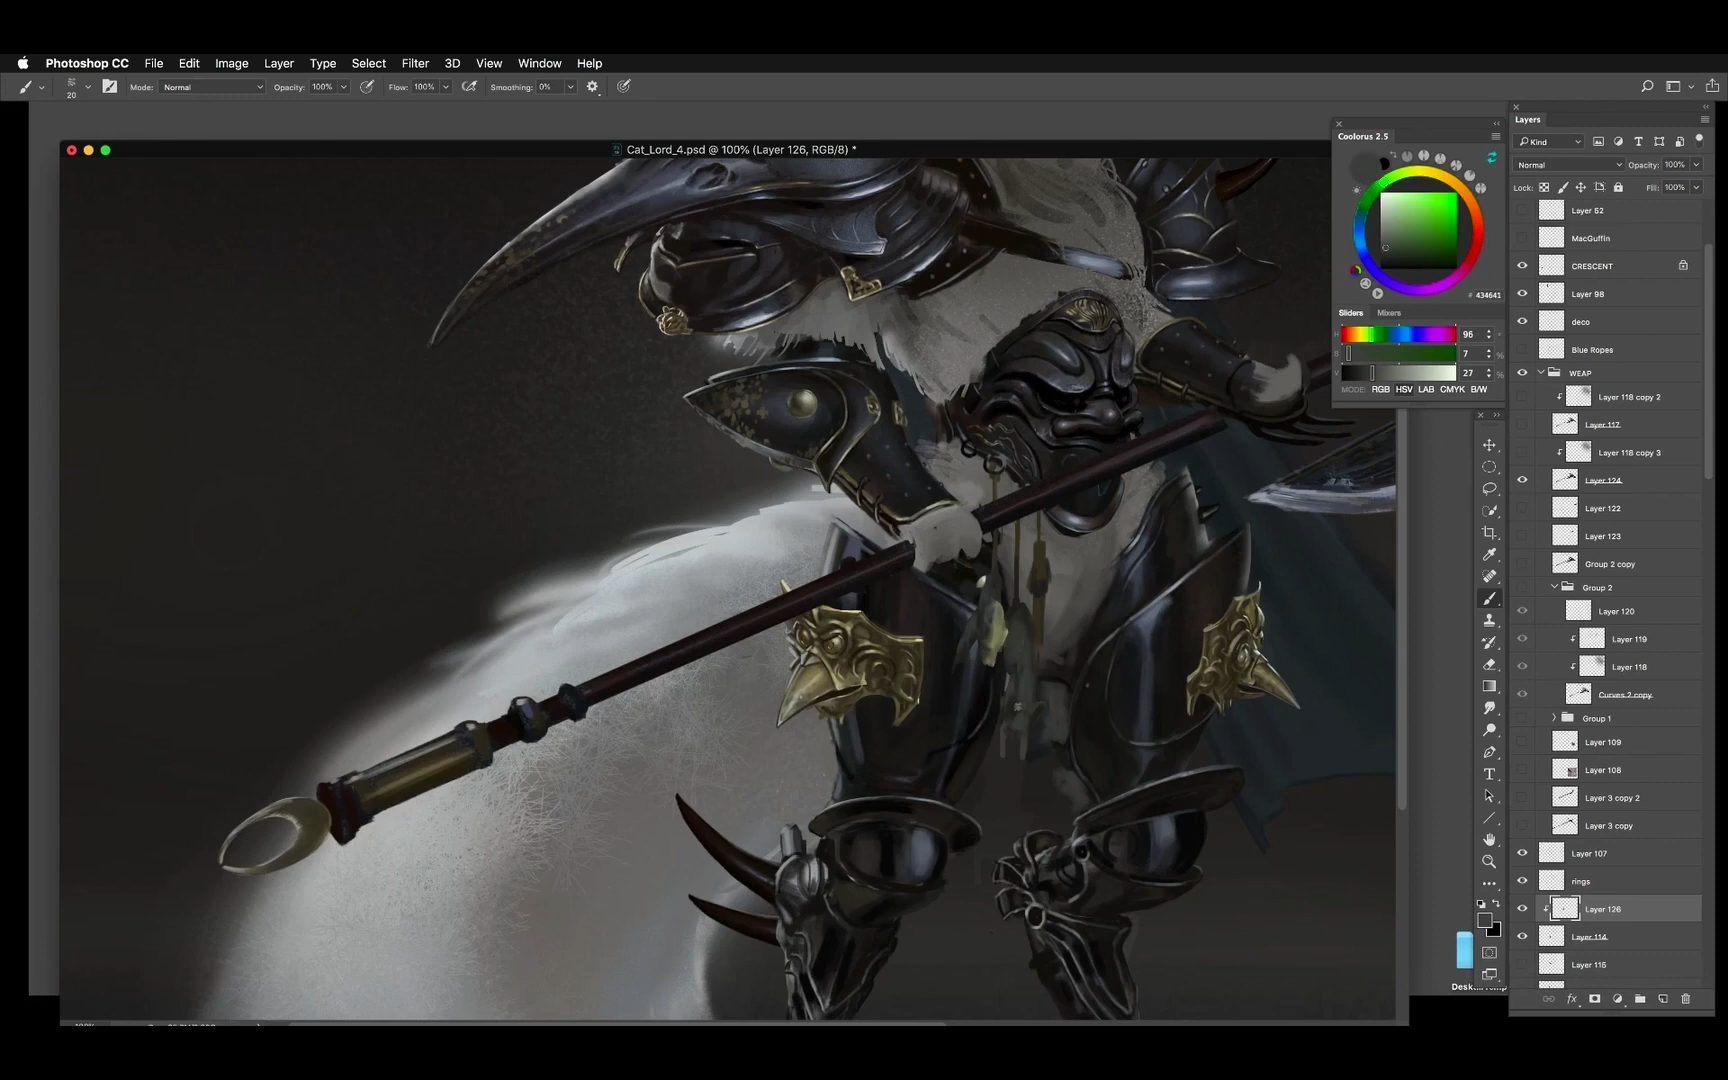 Photoshop CC File Edit Image Layer Type Select Filter 3D View Window Help
20 Mode: Normal Opacity: 100% Flow: 100% Smoothing: 0%
Cat_Lord_4.psd @ 100% (Layer 126, RGB/8) *
Coolorus 2.5
# 434641
Sliders Mixers
96 °
S 7 %
V 27 %
MODE: RGB HSV LAB CMYK B/W
Layers
Kind
Normal Opacity: 100%
Lock: Fill: 100%
Layer 52
MacGuffin
CRESCENT
Layer 98
deco
Blue Ropes
WEAP
Layer 118 copy 2
Layer 117
Layer 118 copy 3
Layer 124
Layer 122
Layer 123
Group 2 copy
Group 2
Layer 120
Layer 119
Layer 118
Curves 2 copy
Group 1
Layer 109
Layer 108
Layer 3 copy 2
Layer 3 copy
Layer 107
rings
Layer 126
Layer 114
Layer 115
fx